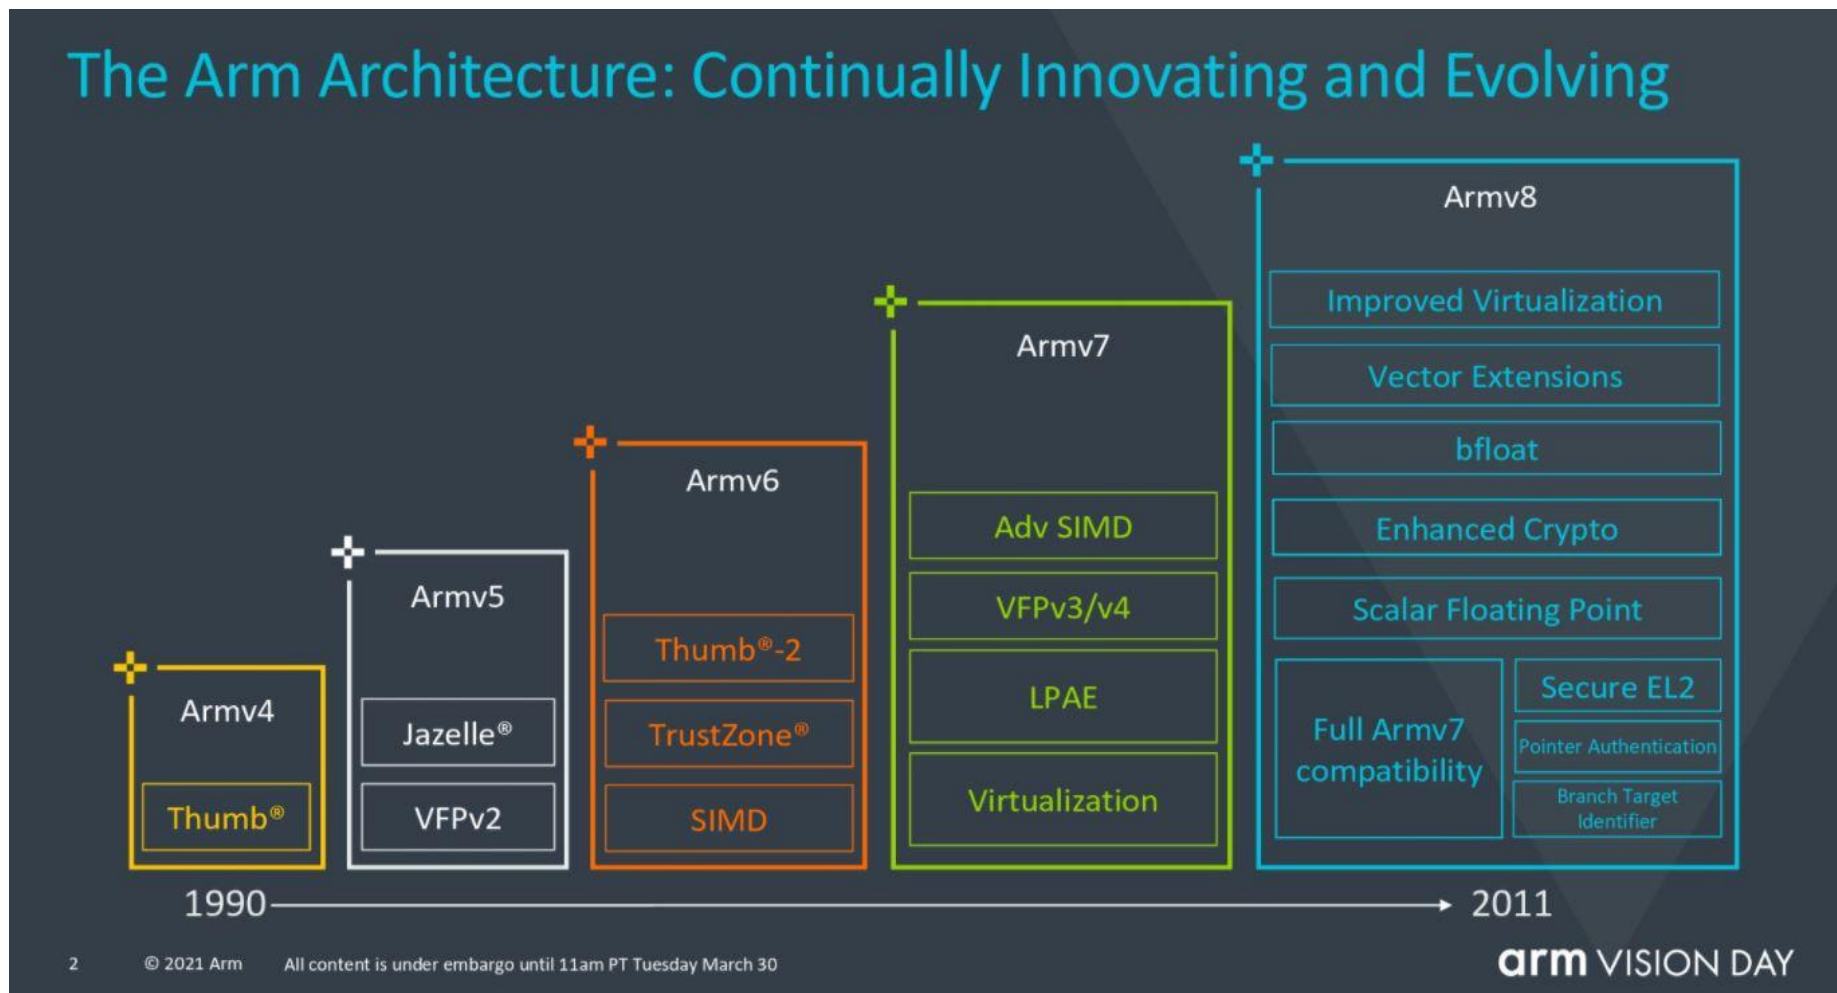 The Arm Architecture: Continually Innovating and Evolving
Armv4
Thumb®
Armv5
Jazelle®
VFPv2
Armv6
Thumb®-2
TrustZone®
SIMD
Armv7
Adv SIMD
VFPv3/v4
LPAE
Virtualization
Armv8
Improved Virtualization
Vector Extensions
bfloat
Enhanced Crypto
Scalar Floating Point
Full Armv7
compatibility
Secure EL2
Pointer Authentication
Branch Target
Identifier
1990
2011
2
© 2021 Arm
All content is under embargo until 11am PT Tuesday March 30
arm VISION DAY